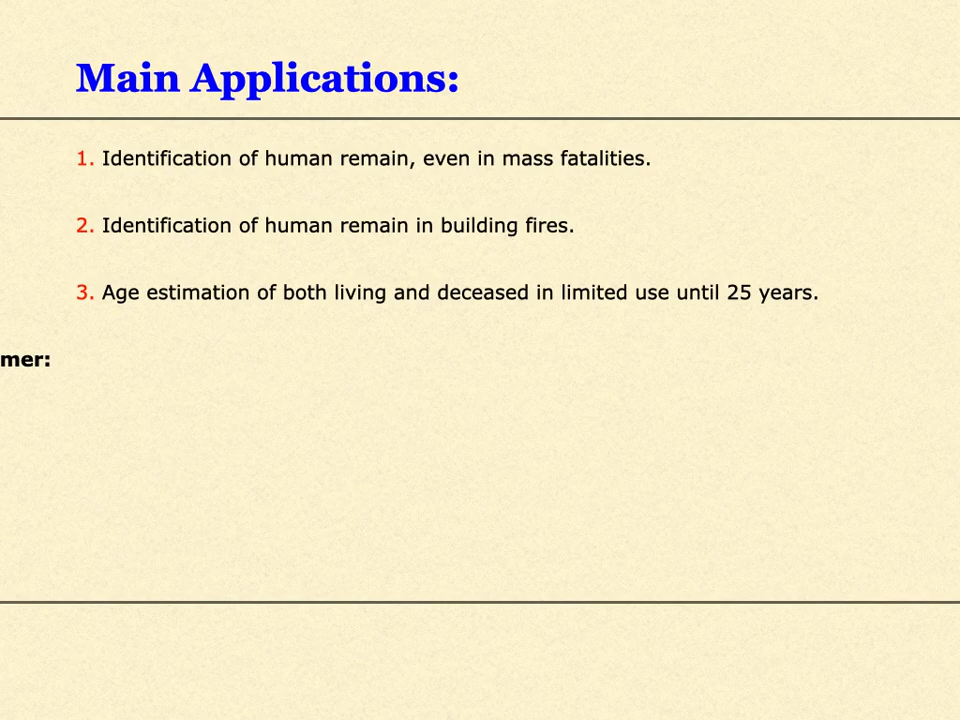 Main Applications:
1. Identification of human remain, even in mass fatalities.
2. Identification of human remain in building fires.
3. Age estimation of both living and deceased in limited use until 25 years.
mer: